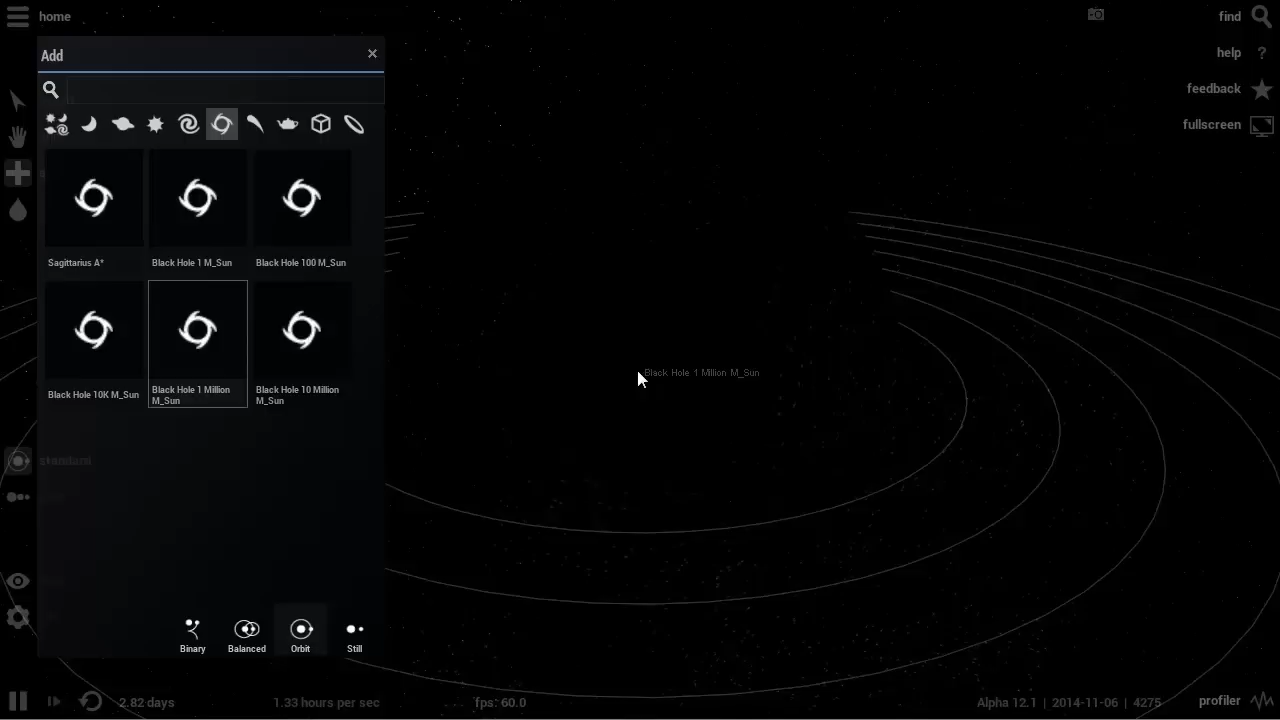 home
find
Add
help
feedback
fullscreen
Sagittarius A*
Black Hole 1 M_Sun
Black Hole 100 M_Sun
Black Hole 1 Million M_Sun
Black Hole 10K M_Sun
Black Hole 1 Million
M_Sun
Black Hole 10 Million
M_Sun
standard
Binary
Balanced
Orbit
Still
2.82 days
1.33 hours per sec
fps: 60.0
Alpha 12.1 | 2014-11-06 | 4275
profiler